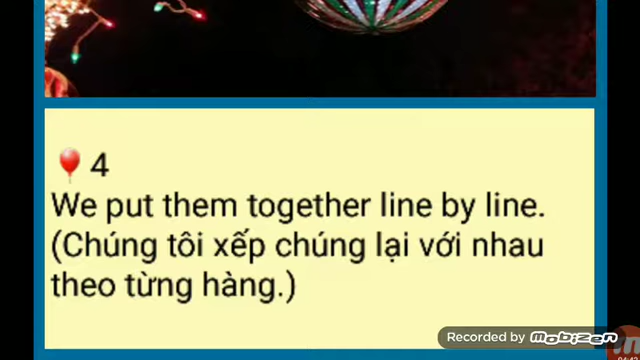 🎈4
We put them together line by line.
(Chúng tôi xếp chúng lại với nhau
theo từng hàng.)
Recorded by Mobizen